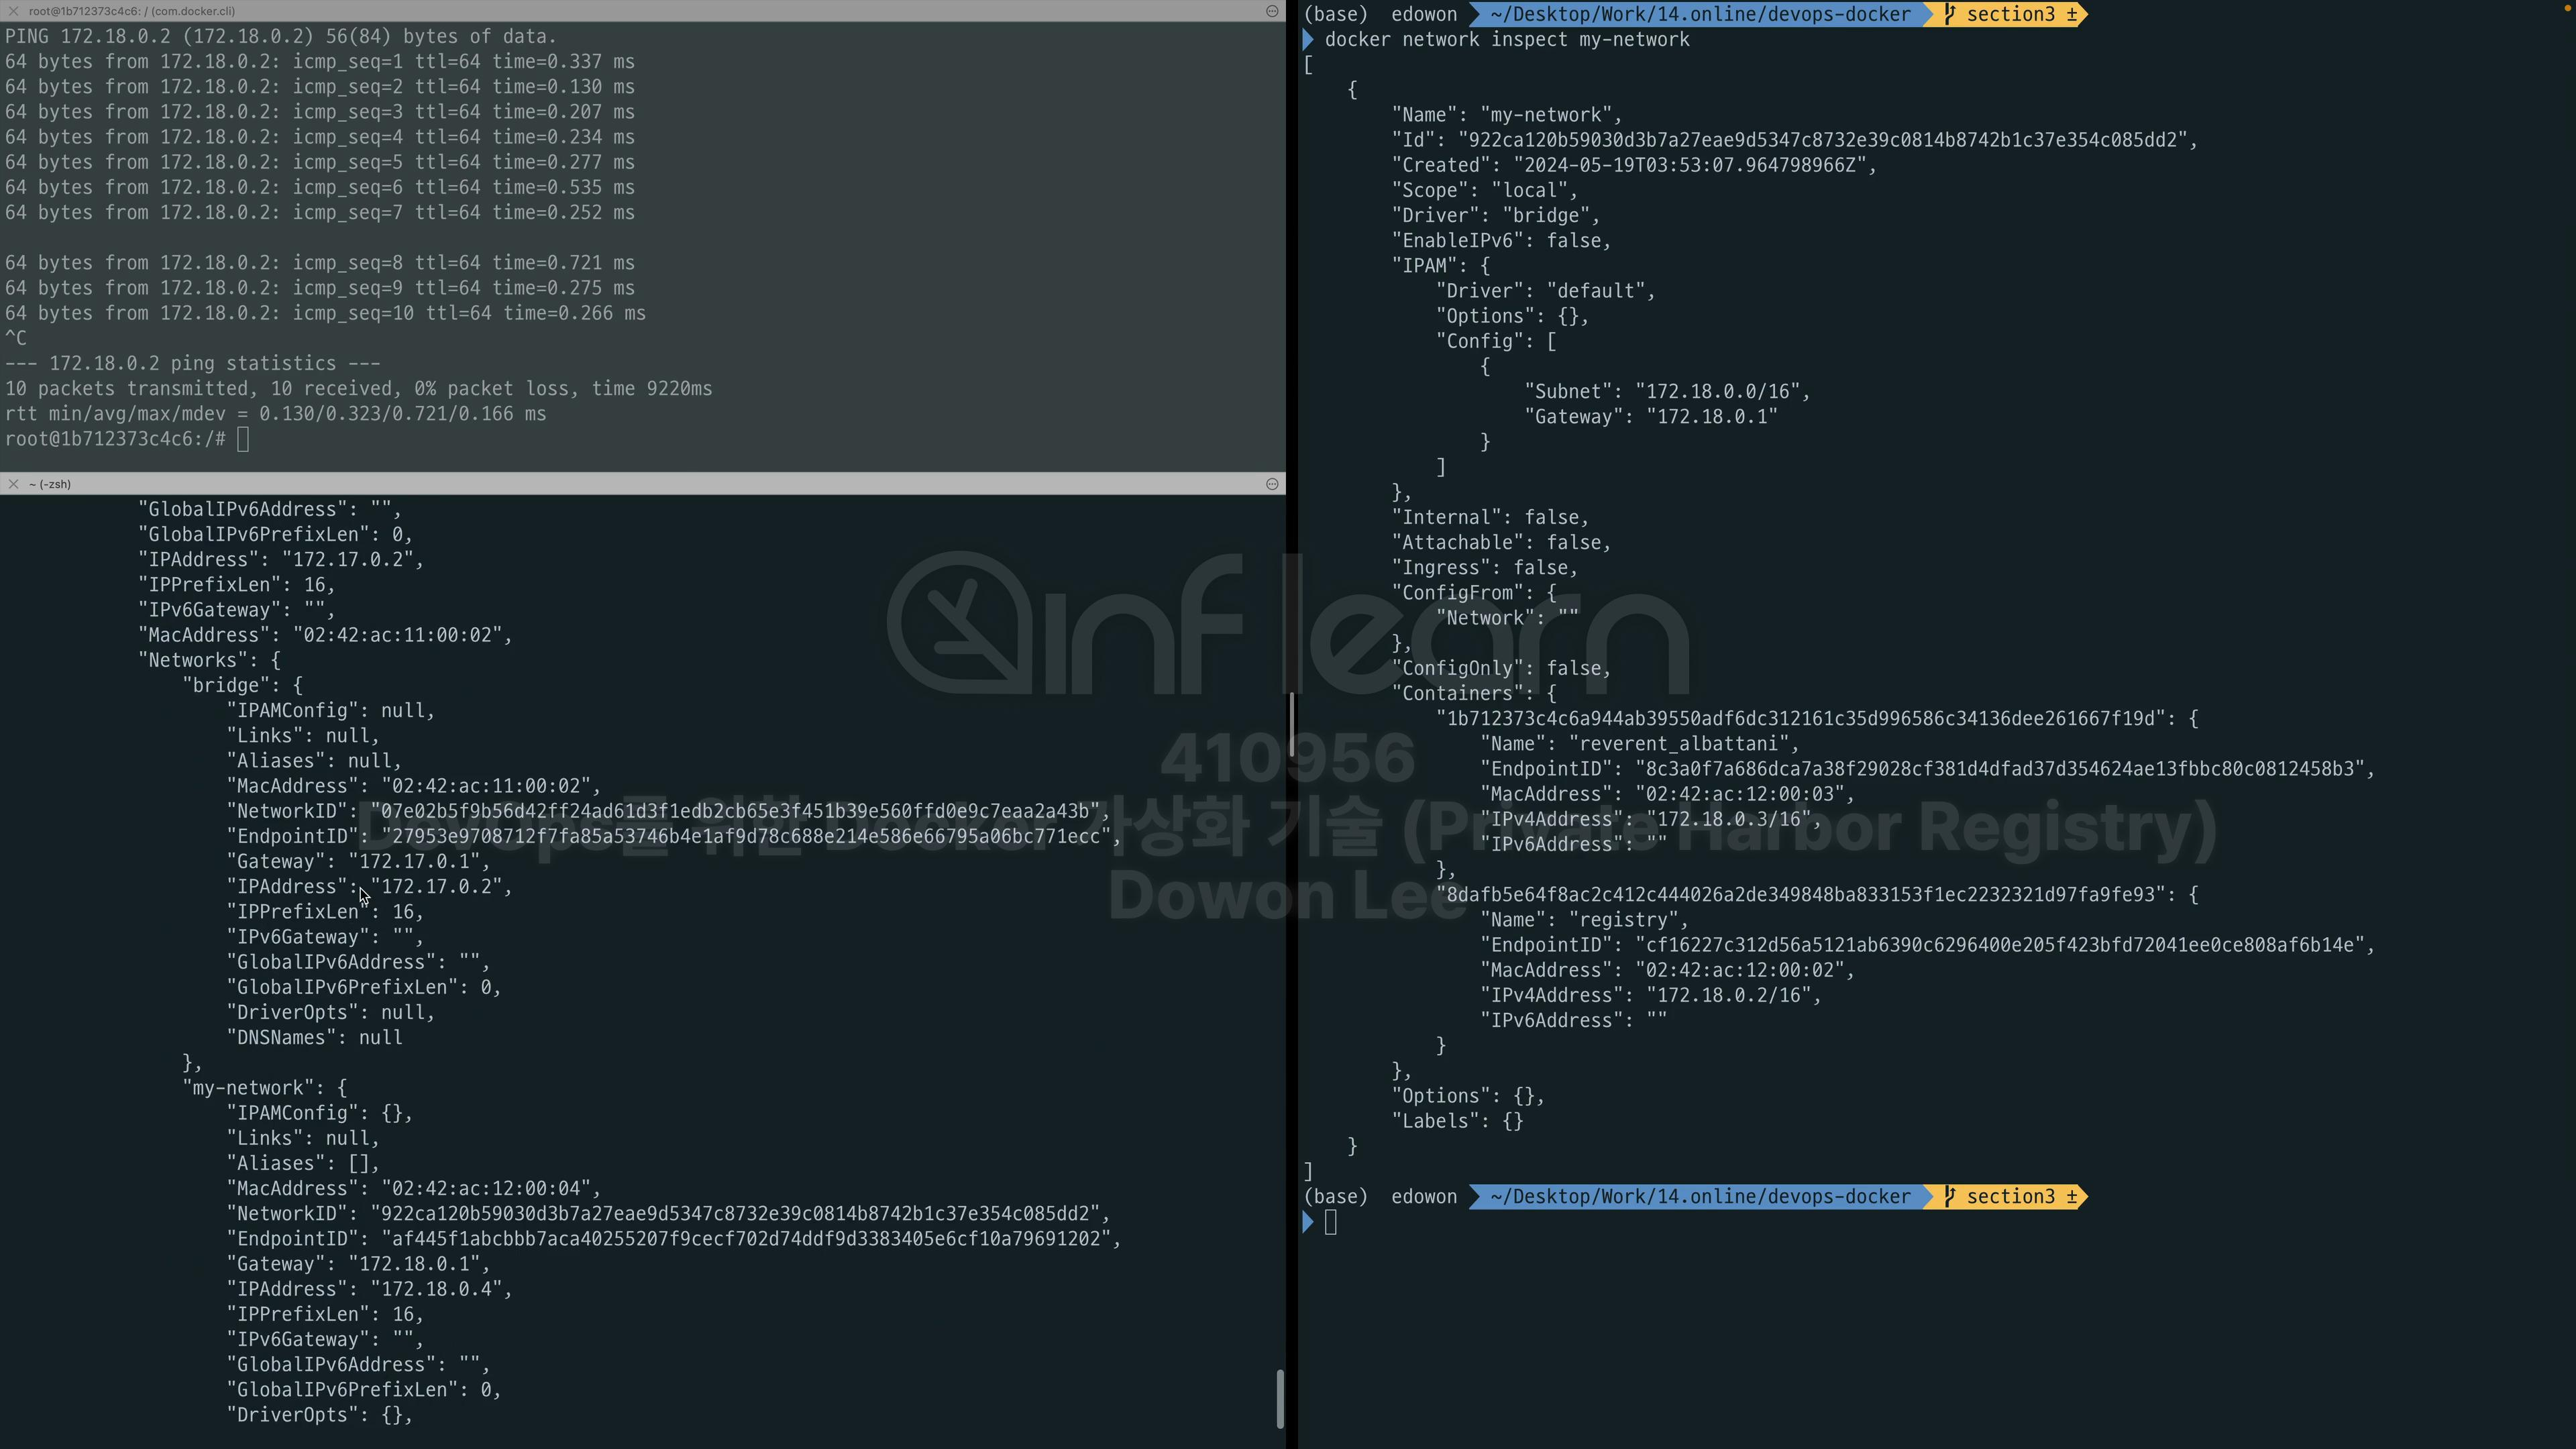 root@1b712373c4c6: / (com.docker.cli)
PING 172.18.0.2 (172.18.0.2) 56(84) bytes of data.
64 bytes from 172.18.0.2: icmp_seq=1 ttl=64 time=0.337 ms
64 bytes from 172.18.0.2: icmp_seq=2 ttl=64 time=0.130 ms
64 bytes from 172.18.0.2: icmp_seq=3 ttl=64 time=0.207 ms
64 bytes from 172.18.0.2: icmp_seq=4 ttl=64 time=0.234 ms
64 bytes from 172.18.0.2: icmp_seq=5 ttl=64 time=0.277 ms
64 bytes from 172.18.0.2: icmp_seq=6 ttl=64 time=0.535 ms
64 bytes from 172.18.0.2: icmp_seq=7 ttl=64 time=0.252 ms
64 bytes from 172.18.0.2: icmp_seq=8 ttl=64 time=0.721 ms
64 bytes from 172.18.0.2: icmp_seq=9 ttl=64 time=0.275 ms
64 bytes from 172.18.0.2: icmp_seq=10 ttl=64 time=0.266 ms
^C
--- 172.18.0.2 ping statistics ---
10 packets transmitted, 10 received, 0% packet loss, time 9220ms
rtt min/avg/max/mdev = 0.130/0.323/0.721/0.166 ms
root@1b712373c4c6:/#
~ (-zsh)
"GlobalIPv6Address": "",
"GlobalIPv6PrefixLen": 0,
"IPAddress": "172.17.0.2",
"IPPrefixLen": 16,
"IPv6Gateway": "",
"MacAddress": "02:42:ac:11:00:02",
"Networks": {
"bridge": {
"IPAMConfig": null,
"Links": null,
"Aliases": null,
"MacAddress": "02:42:ac:11:00:02",
"NetworkID": "07e02b5f9b56d42ff24ad61d3f1edb2cb65e3f451b39e560ffd0e9c7eaa2a43b",
"EndpointID": "27953e9708712f7fa85a53746b4e1af9d78c688e214e586e66795a06bc771ecc",
"Gateway": "172.17.0.1",
"IPAddress": "172.17.0.2",
"IPPrefixLen": 16,
"IPv6Gateway": "",
"GlobalIPv6Address": "",
"GlobalIPv6PrefixLen": 0,
"DriverOpts": null,
"DNSNames": null
},
"my-network": {
"IPAMConfig": {},
"Links": null,
"Aliases": [],
"MacAddress": "02:42:ac:12:00:04",
"NetworkID": "922ca120b59030d3b7a27eae9d5347c8732e39c0814b8742b1c37e354c085dd2",
"EndpointID": "af445f1abcbbb7aca40255207f9cecf702d74ddf9d3383405e6cf10a79691202",
"Gateway": "172.18.0.1",
"IPAddress": "172.18.0.4",
"IPPrefixLen": 16,
"IPv6Gateway": "",
"GlobalIPv6Address": "",
"GlobalIPv6PrefixLen": 0,
"DriverOpts": {},
(base) edowon ~/Desktop/Work/14.online/devops-docker section3 ±
docker network inspect my-network
[
{
"Name": "my-network",
"Id": "922ca120b59030d3b7a27eae9d5347c8732e39c0814b8742b1c37e354c085dd2",
"Created": "2024-05-19T03:53:07.964798966Z",
"Scope": "local",
"Driver": "bridge",
"EnableIPv6": false,
"IPAM": {
"Driver": "default",
"Options": {},
"Config": [
{
"Subnet": "172.18.0.0/16",
"Gateway": "172.18.0.1"
}
]
},
"Internal": false,
"Attachable": false,
"Ingress": false,
"ConfigFrom": {
"Network": ""
},
"ConfigOnly": false,
"Containers": {
"1b712373c4c6a944ab39550adf6dc312161c35d996586c34136dee261667f19d": {
"Name": "reverent_albattani",
"EndpointID": "8c3a0f7a686dca7a38f29028cf381d4dfad37d354624ae13fbbc80c0812458b3",
"MacAddress": "02:42:ac:12:00:03",
"IPv4Address": "172.18.0.3/16",
"IPv6Address": ""
},
"8dafb5e64f8ac2c412c444026a2de349848ba833153f1ec2232321d97fa9fe93": {
"Name": "registry",
"EndpointID": "cf16227c312d56a5121ab6390c6296400e205f423bfd72041ee0ce808af6b14e",
"MacAddress": "02:42:ac:12:00:02",
"IPv4Address": "172.18.0.2/16",
"IPv6Address": ""
}
},
"Options": {},
"Labels": {}
}
]
(base) edowon ~/Desktop/Work/14.online/devops-docker section3 ±
inflearn
410956
DevOps를 위한 Docker 가상화 기술 (Private Harbor Registry)
Dowon Lee